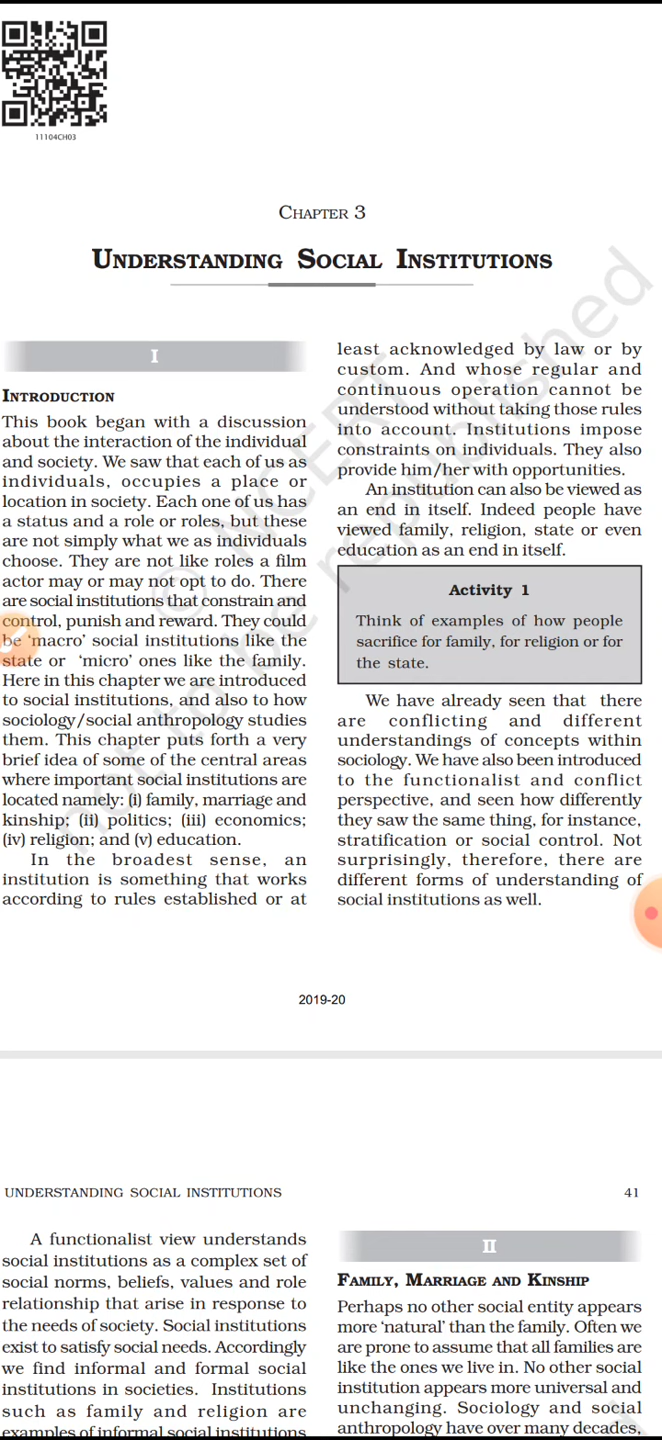 11104CH03
CHAPTER 3
UNDERSTANDING SOCIAL INSTITUTIONS
I
INTRODUCTION
This book began with a discussion
about the interaction of the individual
and society. We saw that each of us as
individuals, occupies a place or
location in society. Each one of us has
a status and a role or roles, but these
are not simply what we as individuals
choose. They are not like roles a film
actor may or may not opt to do. There
are social institutions that constrain and
control, punish and reward. They could
be ‘macro’ social institutions like the
state or ‘micro’ ones like the family.
Here in this chapter we are introduced
to social institutions, and also to how
sociology/social anthropology studies
them. This chapter puts forth a very
brief idea of some of the central areas
where important social institutions are
located namely: (i) family, marriage and
kinship; (ii) politics; (iii) economics;
(iv) religion; and (v) education.
In the broadest sense, an
institution is something that works
according to rules established or at
least acknowledged by law or by
custom. And whose regular and
continuous operation cannot be
understood without taking those rules
into account. Institutions impose
constraints on individuals. They also
provide him/her with opportunities.
An institution can also be viewed as
an end in itself. Indeed people have
viewed family, religion, state or even
education as an end in itself.
Activity 1
Think of examples of how people
sacrifice for family, for religion or for
the state.
We have already seen that there
are conflicting and different
understandings of concepts within
sociology. We have also been introduced
to the functionalist and conflict
perspective, and seen how differently
they saw the same thing, for instance,
stratification or social control. Not
surprisingly, therefore, there are
different forms of understanding of
social institutions as well.
© NCERT
not to be republished
2019-20
UNDERSTANDING SOCIAL INSTITUTIONS
41
A functionalist view understands
social institutions as a complex set of
social norms, beliefs, values and role
relationship that arise in response to
the needs of society. Social institutions
exist to satisfy social needs. Accordingly
we find informal and formal social
institutions in societies. Institutions
such as family and religion are
examples of informal social institutions
II
FAMILY, MARRIAGE AND KINSHIP
Perhaps no other social entity appears
more ‘natural’ than the family. Often we
are prone to assume that all families are
like the ones we live in. No other social
institution appears more universal and
unchanging. Sociology and social
anthropology have over many decades,